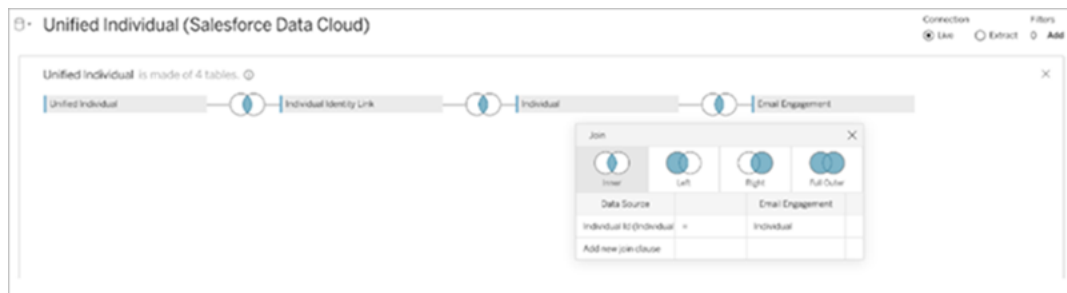 Unified Individual (Salesforce Data Cloud)
Connection
Live Extract
Filters
0 Add
Unified Individual is made of 4 tables.
Unified Individual Individual Identity Link Individual Email Engagement
Join
Inner Left Right Full Outer
Data Source Email Engagement
Individual Id (Individual = Individual
Add new join clause